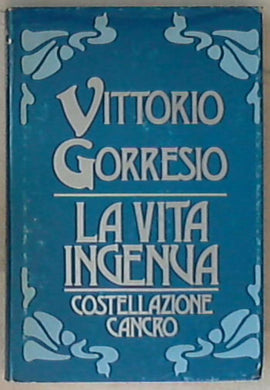 VITTORIO
GORRESIO
LA VITA
INGENUA
COSTELLAZIONE
CANCRO